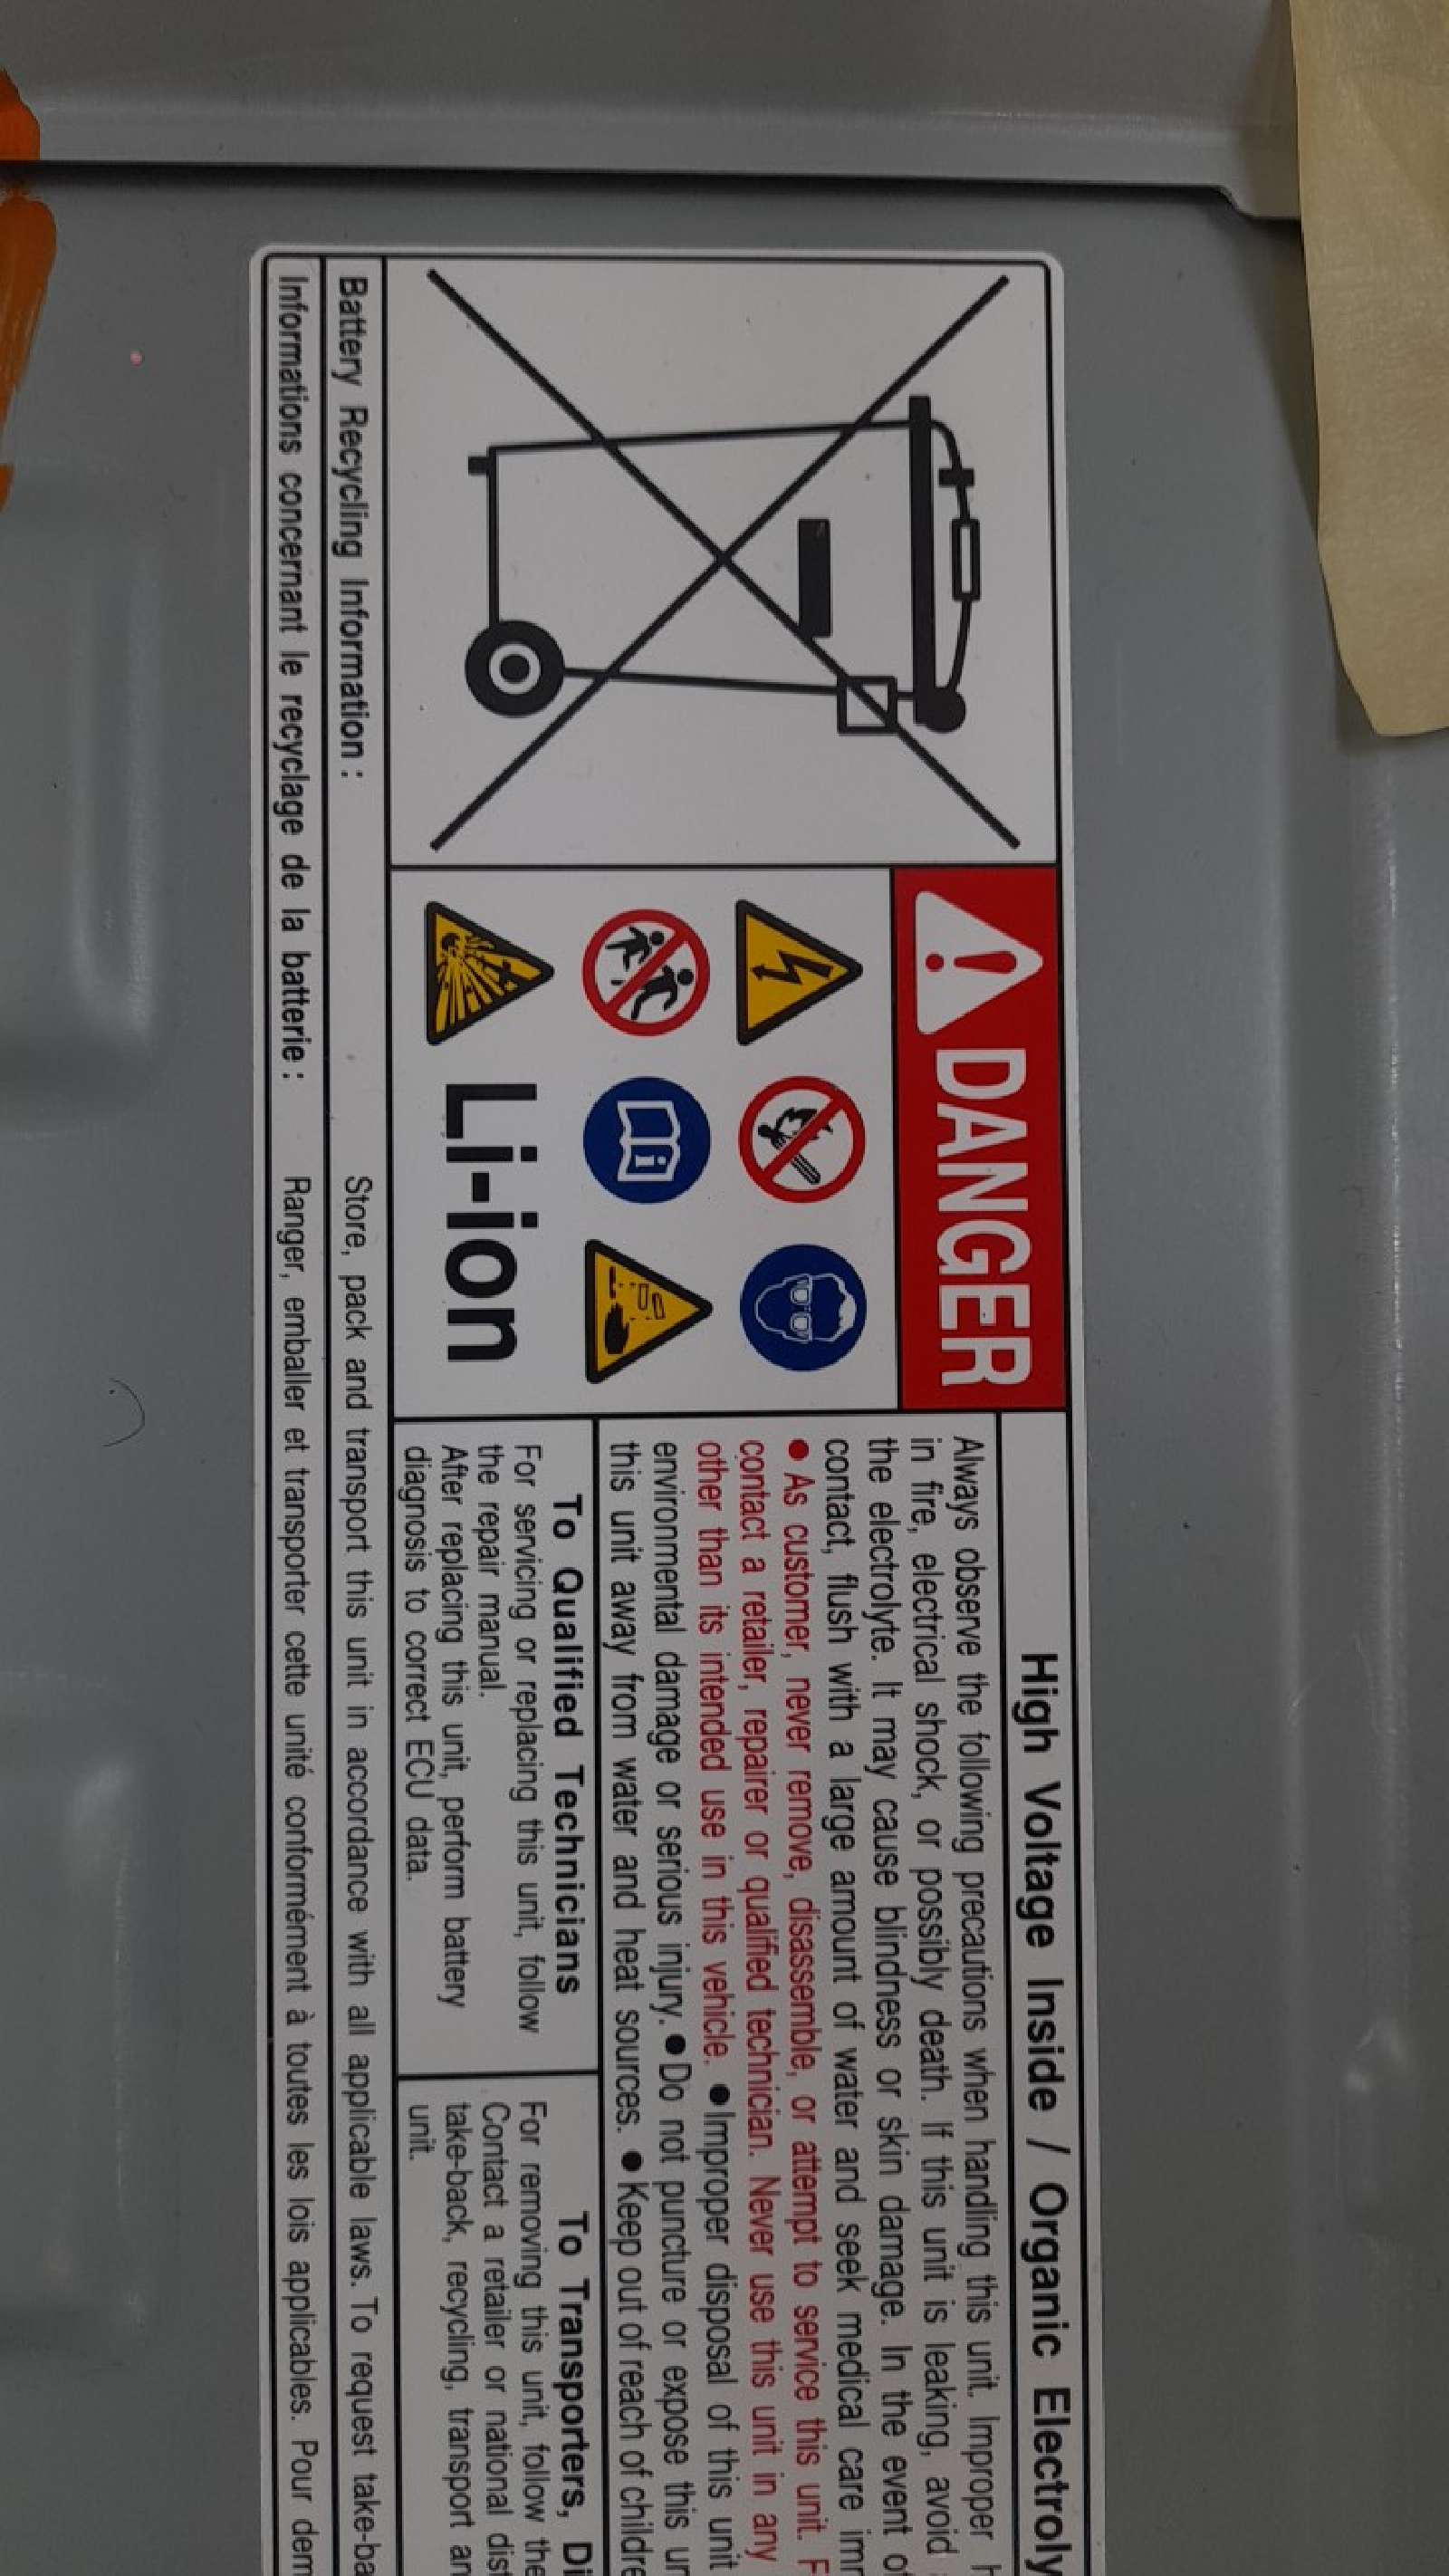 DANGER
Li-ion
High Voltage Inside / Organic
Always observe the following precautions when handling this unit. Improper
in fire, electrical shock, or possibly death. If this unit is leaking, avoid
the electrolyte. It may cause blindness or skin damage. In the event of
contact, flush with a large amount of water and seek medical care
● As customer, never remove, disassemble, or attempt to service this unit.
contact a retailer, repairer or qualified technician. Never use this unit in any
other than its intended use in this vehicle. ●Improper disposal of this unit
environmental damage or serious injury. ●Do not puncture or expose this
this unit away from water and heat sources. ● Keep out of reach of
To Qualified Technicians
For servicing or replacing this unit, follow
the repair manual.
After replacing this unit, perform battery
diagnosis to correct ECU data.
To Transporters,
For removing this unit, follow the
Contact a retailer or national
take-back, recycling, transport
unit.
Battery Recycling Information : Store, pack and transport this unit in accordance with all applicable laws. To request
Informations concernant le recyclage de la batterie : Ranger, emballer et transporter cette unité conformément à toutes les lois applicables. Pour